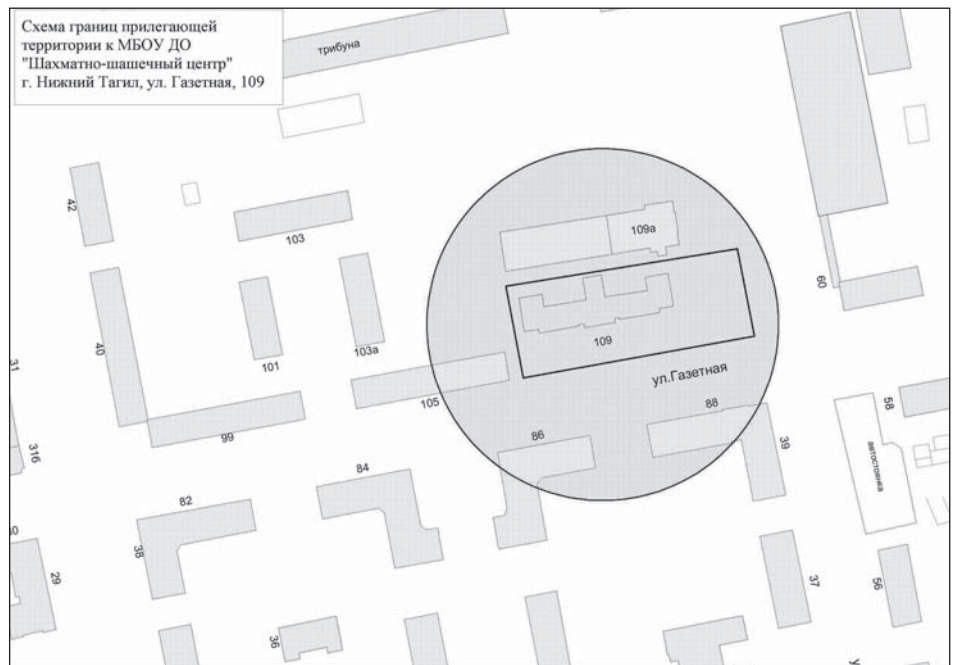 Схема границ прилегающей
территории к МБОУ ДО
"Шахматно-шашечный центр"
г. Нижний Тагил, ул. Газетная, 109
трибуна
42
103
109а
60
40
101
103а
109
ул.Газетная
31
105
88
58
99
86
39
316
84
автостоянка
82
38
29
37
56
36